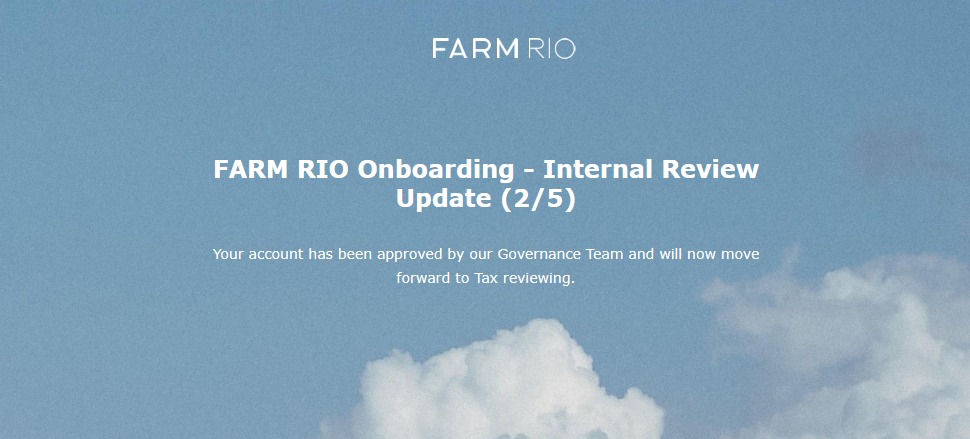 FARM RIO
FARM RIO Onboarding - Internal Review
Update (2/5)
Your account has been approved by our Governance Team and will now move
forward to Tax reviewing.